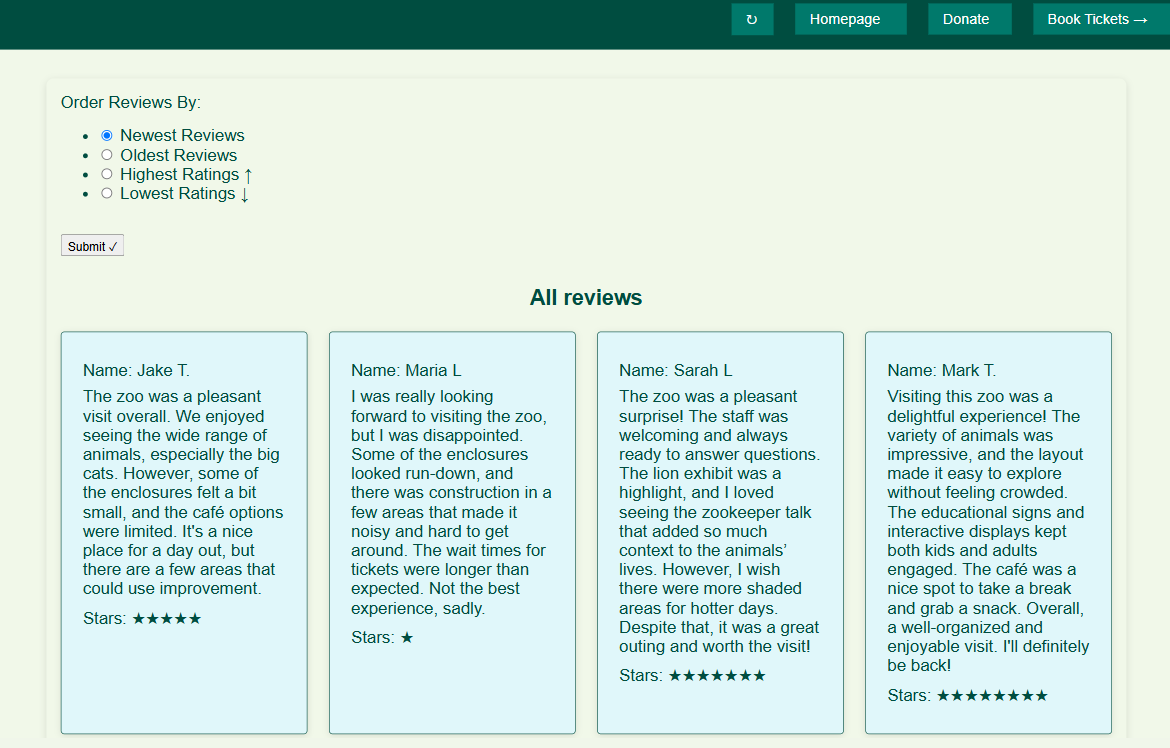 ↻ Homepage Donate Book Tickets →
Order Reviews By:
Newest Reviews
Oldest Reviews
Highest Ratings ↑
Lowest Ratings ↓
Submit ✓
All reviews
Name: Jake T.
The zoo was a pleasant
visit overall. We enjoyed
seeing the wide range of
animals, especially the big
cats. However, some of
the enclosures felt a bit
small, and the café options
were limited. It's a nice
place for a day out, but
there are a few areas that
could use improvement.
Stars: ★★★★★
Name: Maria L
I was really looking
forward to visiting the zoo,
but I was disappointed.
Some of the enclosures
looked run-down, and
there was construction in a
few areas that made it
noisy and hard to get
around. The wait times for
tickets were longer than
expected. Not the best
experience, sadly.
Stars: ★
Name: Sarah L
The zoo was a pleasant
surprise! The staff was
welcoming and always
ready to answer questions.
The lion exhibit was a
highlight, and I loved
seeing the zookeeper talk
that added so much
context to the animals’
lives. However, I wish
there were more shaded
areas for hotter days.
Despite that, it was a great
outing and worth the visit!
Stars: ★★★★★★★
Name: Mark T.
Visiting this zoo was a
delightful experience! The
variety of animals was
impressive, and the layout
made it easy to explore
without feeling crowded.
The educational signs and
interactive displays kept
both kids and adults
engaged. The café was a
nice spot to take a break
and grab a snack. Overall,
a well-organized and
enjoyable visit. I'll definitely
be back!
Stars: ★★★★★★★★